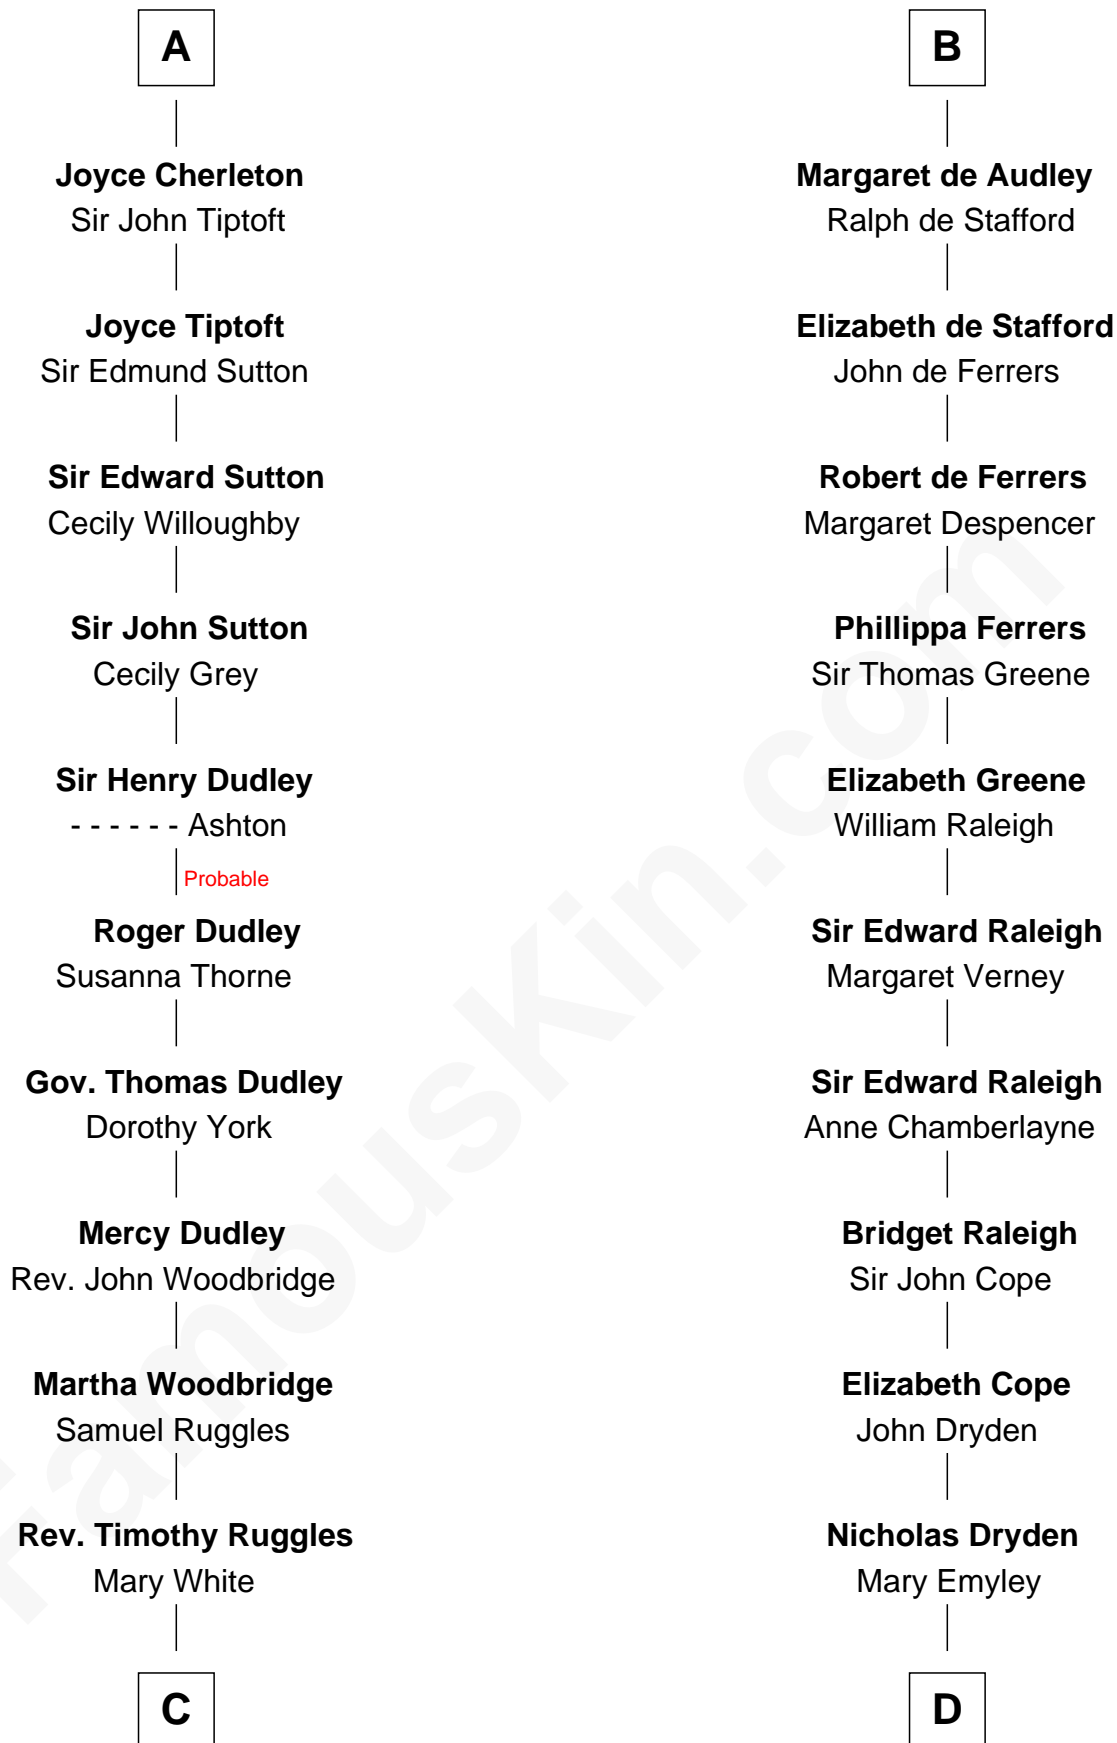 A
Joyce Cherleton
Sir John Tiptoft
Joyce Tiptoft
Sir Edmund Sutton
Sir Edward Sutton
Cecily Willoughby
Sir John Sutton
Cecily Grey
Sir Henry Dudley
- - - - - - Ashton
Probable
Roger Dudley
Susanna Thorne
Gov. Thomas Dudley
Dorothy York
Mercy Dudley
Rev. John Woodbridge
Martha Woodbridge
Samuel Ruggles
Rev. Timothy Ruggles
Mary White
C
B
Margaret de Audley
Ralph de Stafford
Elizabeth de Stafford
John de Ferrers
Robert de Ferrers
Margaret Despencer
Phillippa Ferrers
Sir Thomas Greene
Elizabeth Greene
William Raleigh
Sir Edward Raleigh
Margaret Verney
Sir Edward Raleigh
Anne Chamberlayne
Bridget Raleigh
Sir John Cope
Elizabeth Cope
John Dryden
Nicholas Dryden
Mary Emyley
D
FamousKin.com